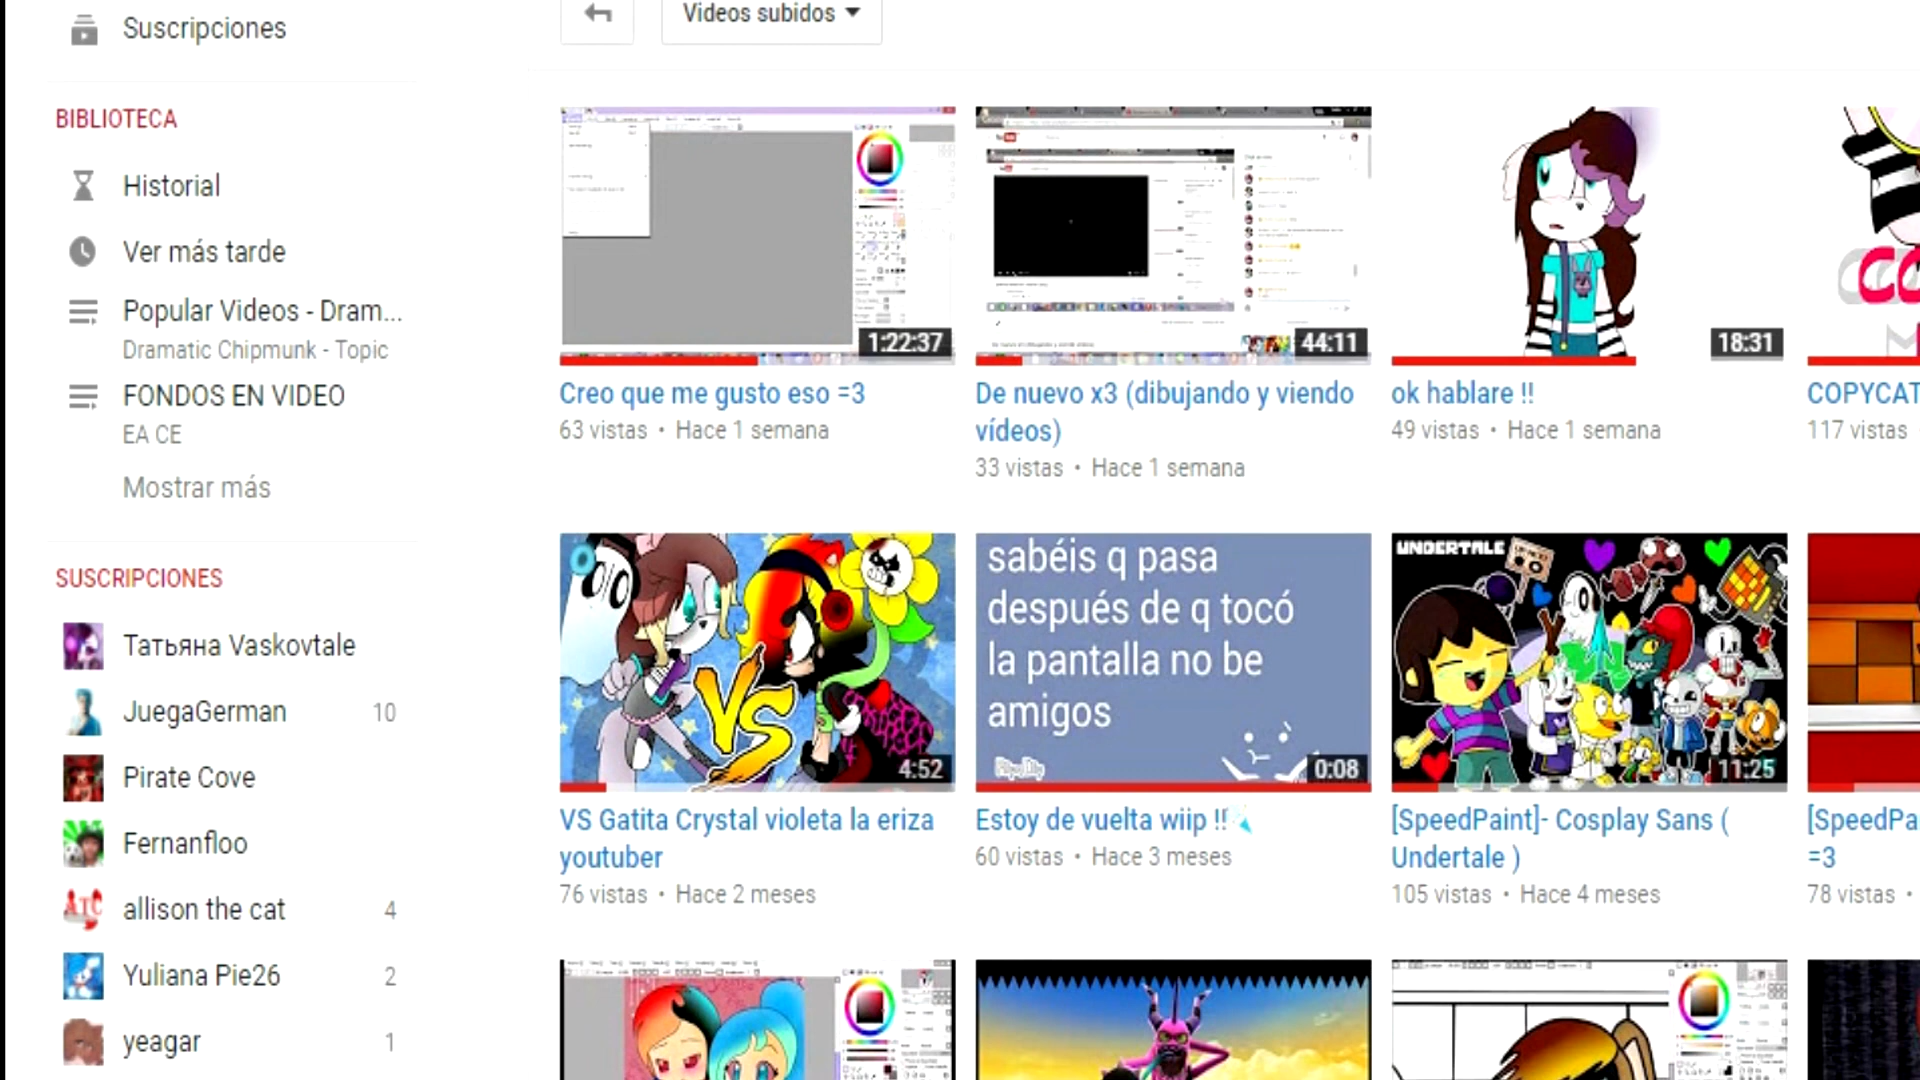 Suscripciones
Videos subidos
BIBLIOTECA
Historial
Ver más tarde
Popular Videos - Dram...
Dramatic Chipmunk - Topic
FONDOS EN VIDEO
EA CE
Mostrar más
SUSCRIPCIONES
Татьяна Vaskovtale
JuegaGerman 10
Pirate Cove
Fernanfloo
allison the cat 4
Yuliana Pie26 2
yeagar 1
1:22:37
Creo que me gusto eso =3
63 vistas • Hace 1 semana
44:11
De nuevo x3 (dibujando y viendo
vídeos)
33 vistas • Hace 1 semana
18:31
ok hablare !!
49 vistas • Hace 1 semana
COPYCAT
117 vistas
VS
4:52
VS Gatita Crystal violeta la eriza
youtuber
76 vistas • Hace 2 meses
sabéis q pasa
después de q tocó
la pantalla no be
amigos
0:08
Estoy de vuelta wiip !!
60 vistas • Hace 3 meses
UNDERTALE
11:25
[SpeedPaint]- Cosplay Sans (
Undertale )
105 vistas • Hace 4 meses
[SpeedPa
=3
78 vistas •